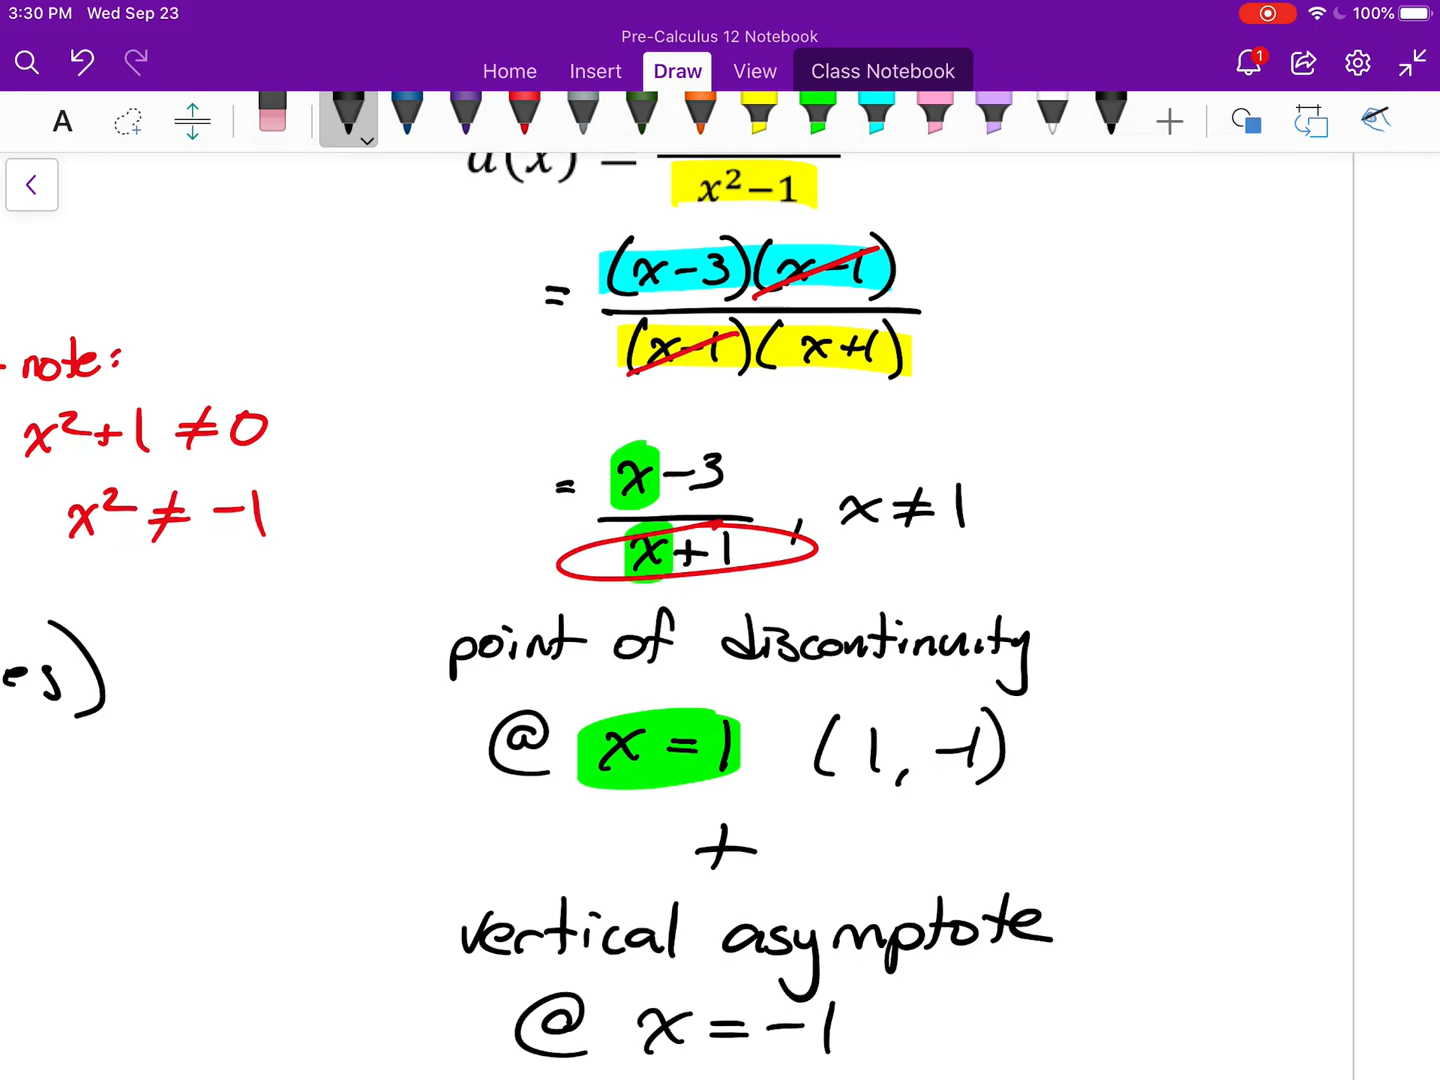 3:30 PM Wed Sep 23
100%
Pre-Calculus 12 Notebook
1
Home Insert Draw View Class Notebook
A
(x) =
x² − 1
= (x − 3)(x − 1)
(x − 1)(x + 1)
note:
x² + 1 ≠ 0
x² ≠ −1
= x − 3
x + 1 , x ≠ 1
es)
point of discontinuity
@ x = 1 (1, −1)
+
vertical asymptote
@ x = −1